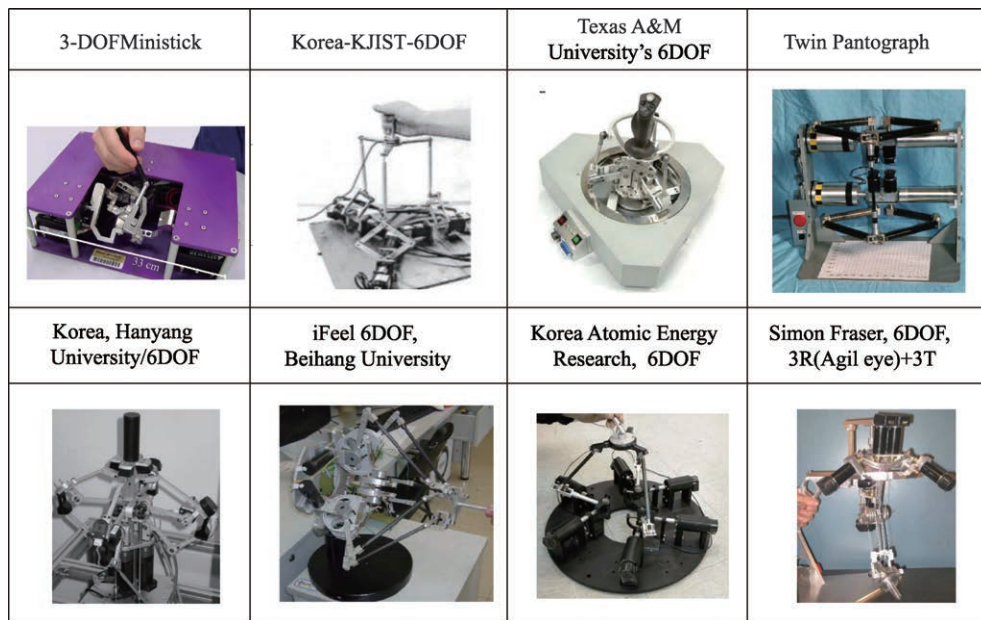 3-DOFMinistick
Korea-KJIST-6DOF
Texas A&M
University's 6DOF
Twin Pantograph
33 cm
Korea, Hanyang
University/6DOF
iFeel 6DOF,
Beihang University
Korea Atomic Energy
Research, 6DOF
Simon Fraser, 6DOF,
3R(Agil eye)+3T